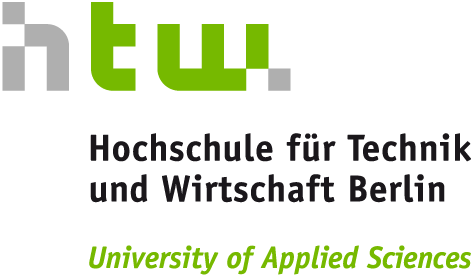 htw.
Hochschule für Technik
und Wirtschaft Berlin
University of Applied Sciences